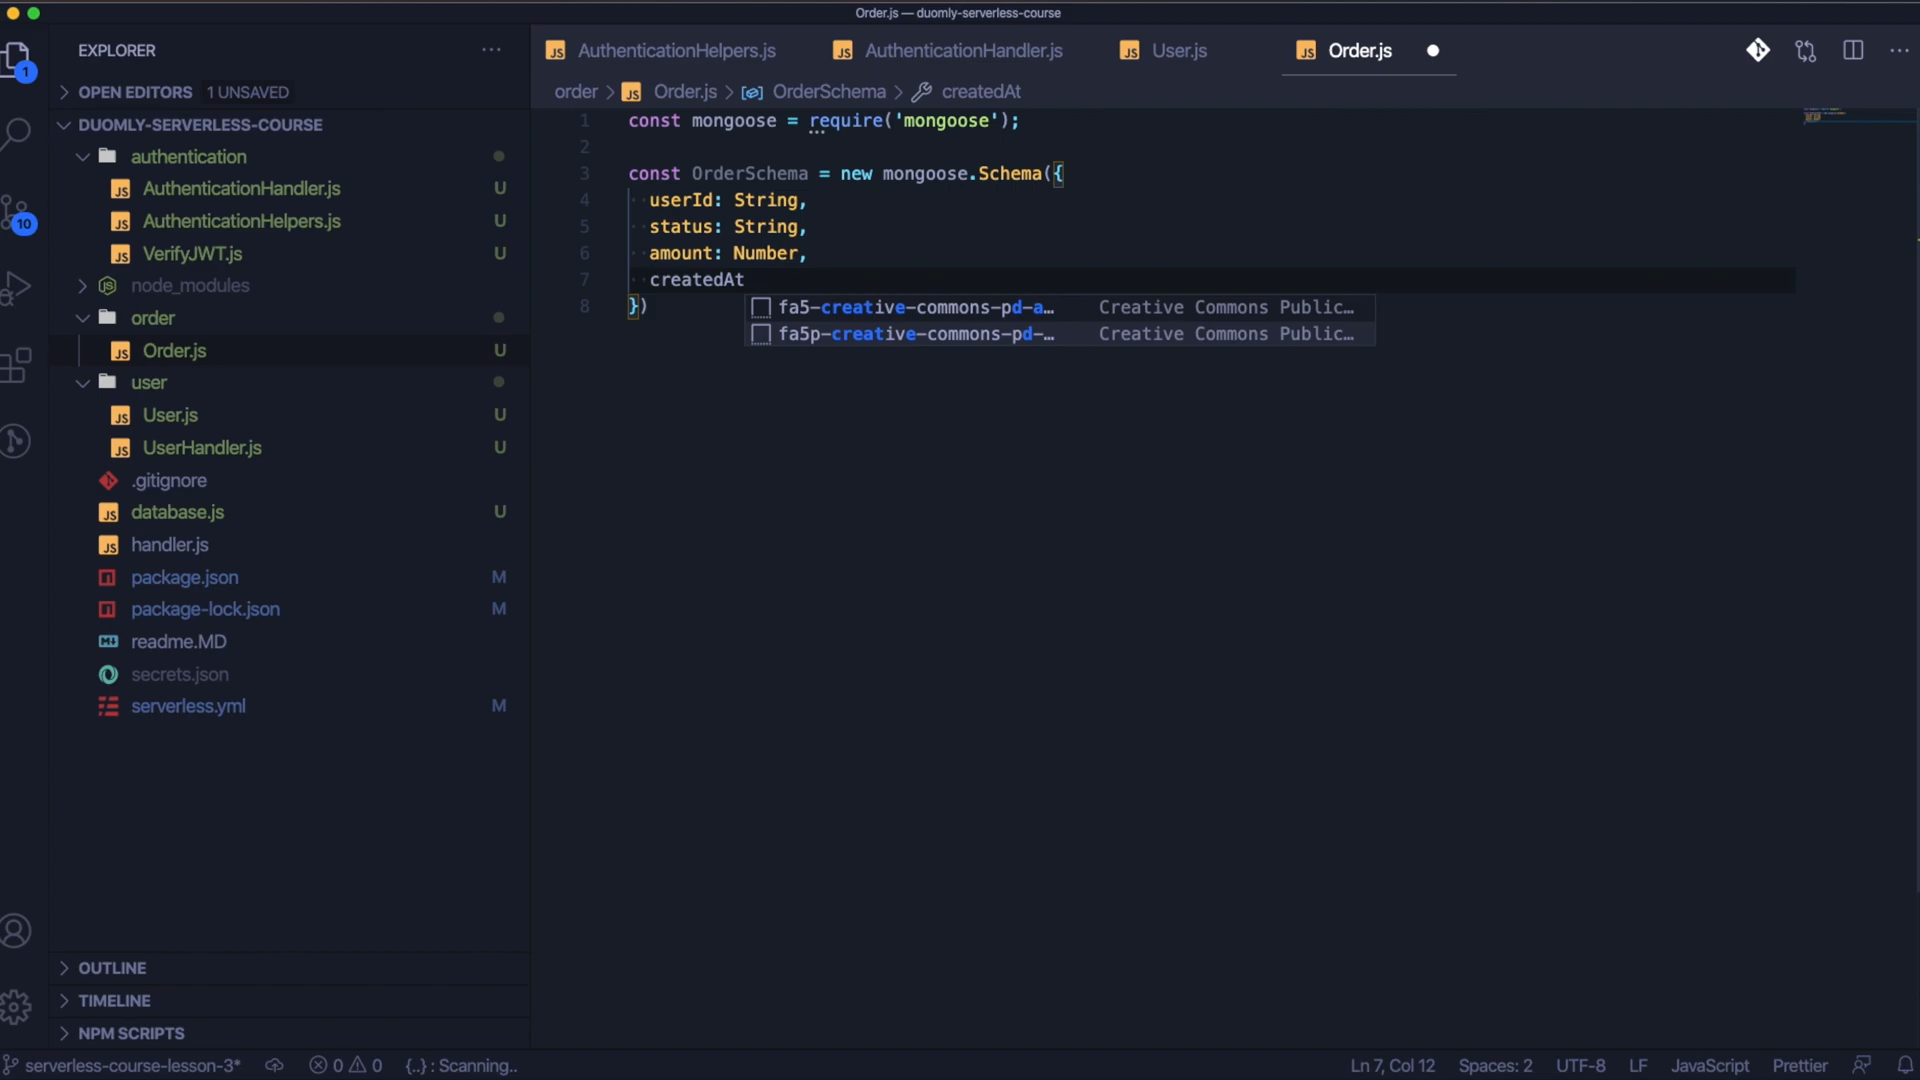 Order.js — duomly-serverless-course
EXPLORER
1
OPEN EDITORS 1 UNSAVED
DUOMLY-SERVERLESS-COURSE
authentication
AuthenticationHandler.js U
AuthenticationHelpers.js U
VerifyJWT.js U
node_modules
order
Order.js U
user
User.js U
UserHandler.js U
.gitignore
database.js U
handler.js
package.json M
package-lock.json M
readme.MD
secrets.json
serverless.yml M
10
OUTLINE
TIMELINE
NPM SCRIPTS
AuthenticationHelpers.js AuthenticationHandler.js User.js Order.js
order > Order.js > OrderSchema > createdAt
1 const mongoose = require('mongoose');
2
3 const OrderSchema = new mongoose.Schema({
4 userId: String,
5 status: String,
6 amount: Number,
7 createdAt
8 })
fa5-creative-commons-pd-a… Creative Commons Public…
fa5p-creative-commons-pd-… Creative Commons Public…
serverless-course-lesson-3* 0 0 {..} : Scanning.. Ln 7, Col 12 Spaces: 2 UTF-8 LF JavaScript Prettier